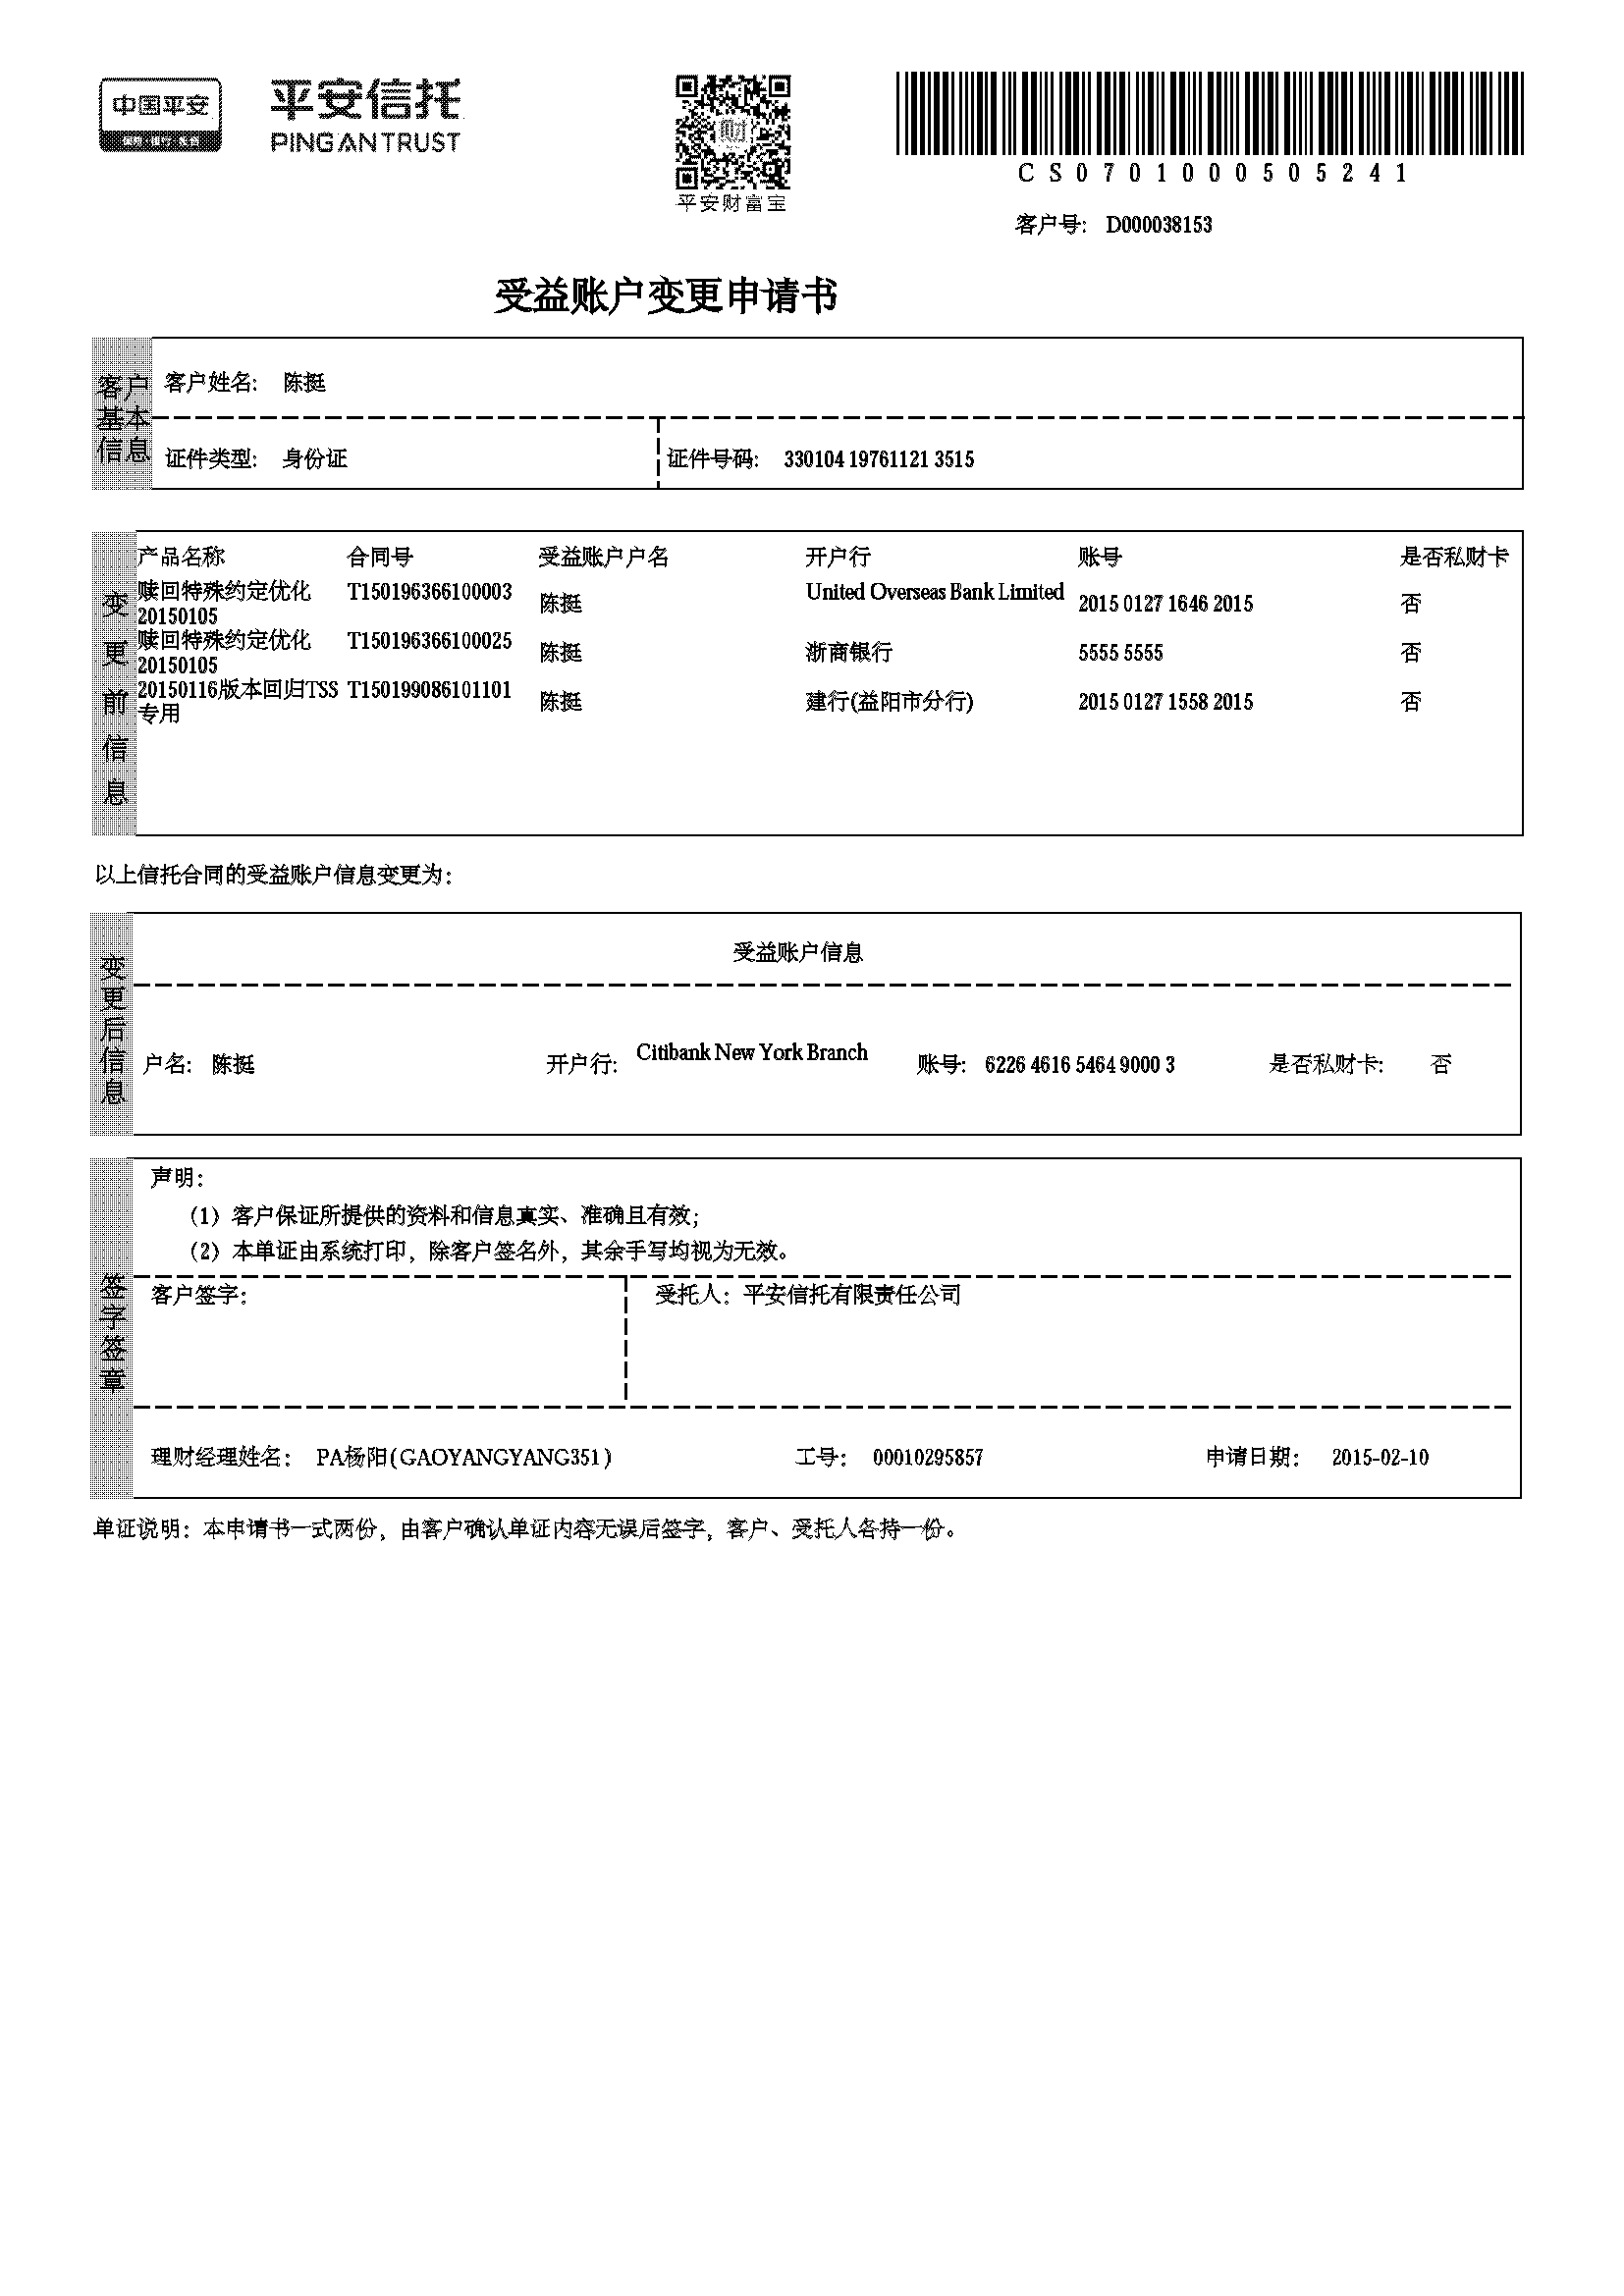 中国平安
保险·银行·投资
平安信托
PINGAN TRUST
财
平安财富宝
CS0701000505241
客户号: D000038153
受益账户变更申请书
客户基本信息
客户姓名: 陈挺
证件类型: 身份证 证件号码: 330104 19761121 3515
变更前信息
产品名称 合同号 受益账户户名 开户行 账号 是否私财卡
赎回特殊约定优化20150105 T150196366100003 陈挺 United Overseas Bank Limited 2015 0127 1646 2015 否
赎回特殊约定优化20150105 T150196366100025 陈挺 浙商银行 5555 5555 否
20150116版本回归TSS专用 T150199086101101 陈挺 建行(益阳市分行) 2015 0127 1558 2015 否
以上信托合同的受益账户信息变更为:
变更后信息
受益账户信息
户名: 陈挺 开户行: Citibank New York Branch 账号: 6226 4616 5464 9000 3 是否私财卡: 否
签字签章
声明:
（1）客户保证所提供的资料和信息真实、准确且有效;
（2）本单证由系统打印，除客户签名外，其余手写均视为无效。
客户签字: 受托人: 平安信托有限责任公司
理财经理姓名: PA杨阳(GAOYANGYANG351) 工号: 00010295857 申请日期: 2015-02-10
单证说明: 本申请书一式两份，由客户确认单证内容无误后签字，客户、受托人各持一份。